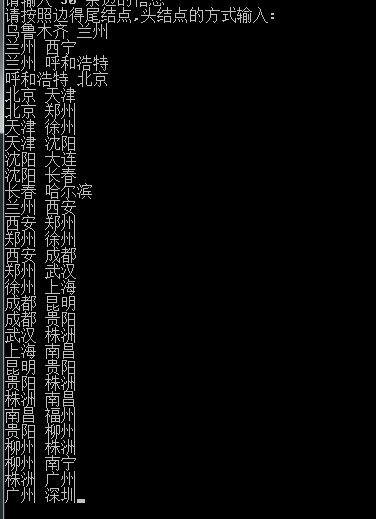 请输入 30 条边的信息
请按照边得尾结点,头结点的方式输入:
乌鲁木齐 兰州
兰州 西宁
兰州 呼和浩特
呼和浩特 北京
北京 天津
北京 郑州
天津 徐州
天津 沈阳
沈阳 大连
沈阳 长春
长春 哈尔滨
兰州 西安
西安 郑州
郑州 徐州
西安 成都
郑州 武汉
徐州 上海
成都 昆明
成都 贵阳
武汉 株洲
上海 南昌
昆明 贵阳
贵阳 株洲
株洲 南昌
南昌 福州
贵阳 柳州
柳州 株洲
柳州 南宁
株洲 广州
广州 深圳